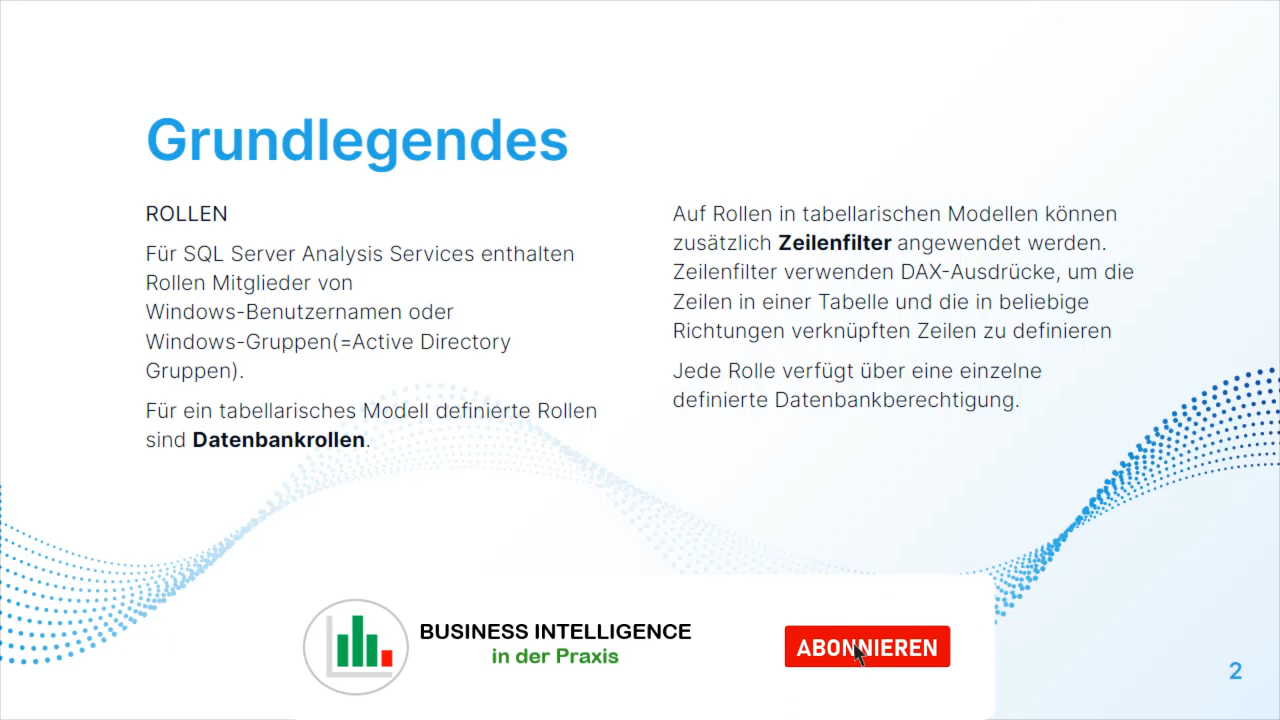 Grundlegendes
ROLLEN
Für SQL Server Analysis Services enthalten
Rollen Mitglieder von
Windows-Benutzernamen oder
Windows-Gruppen(=Active Directory
Gruppen).
Für ein tabellarisches Modell definierte Rollen
sind Datenbankrollen.
Auf Rollen in tabellarischen Modellen können
zusätzlich Zeilenfilter angewendet werden.
Zeilenfilter verwenden DAX-Ausdrücke, um die
Zeilen in einer Tabelle und die in beliebige
Richtungen verknüpften Zeilen zu definieren
Jede Rolle verfügt über eine einzelne
definierte Datenbankberechtigung.
BUSINESS INTELLIGENCE
in der Praxis
ABONNIEREN
2